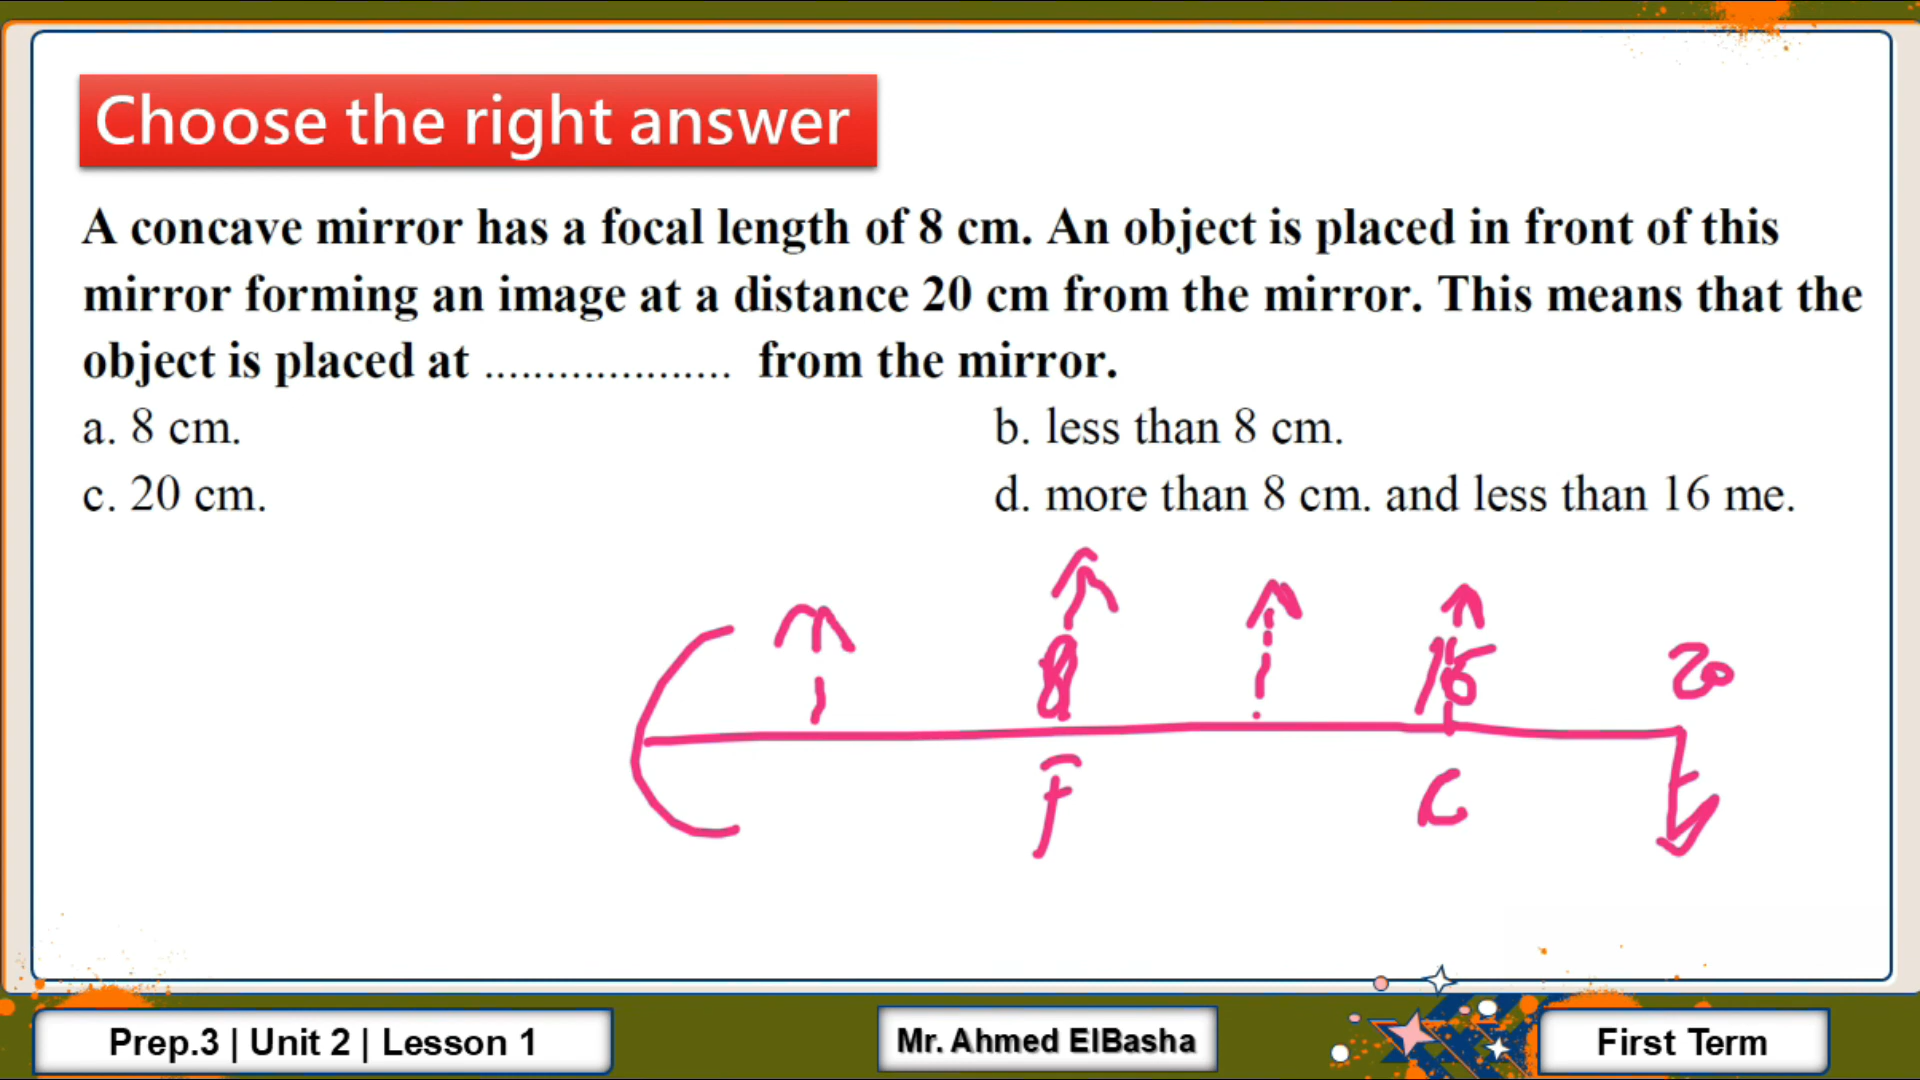 Choose the right answer
A concave mirror has a focal length of 8 cm. An object is placed in front of this
mirror forming an image at a distance 20 cm from the mirror. This means that the
object is placed at .................... from the mirror.
a. 8 cm.
b. less than 8 cm.
c. 20 cm.
d. more than 8 cm. and less than 16 me.
8 16 20
F C
Prep.3 | Unit 2 | Lesson 1
Mr. Ahmed ElBasha
First Term